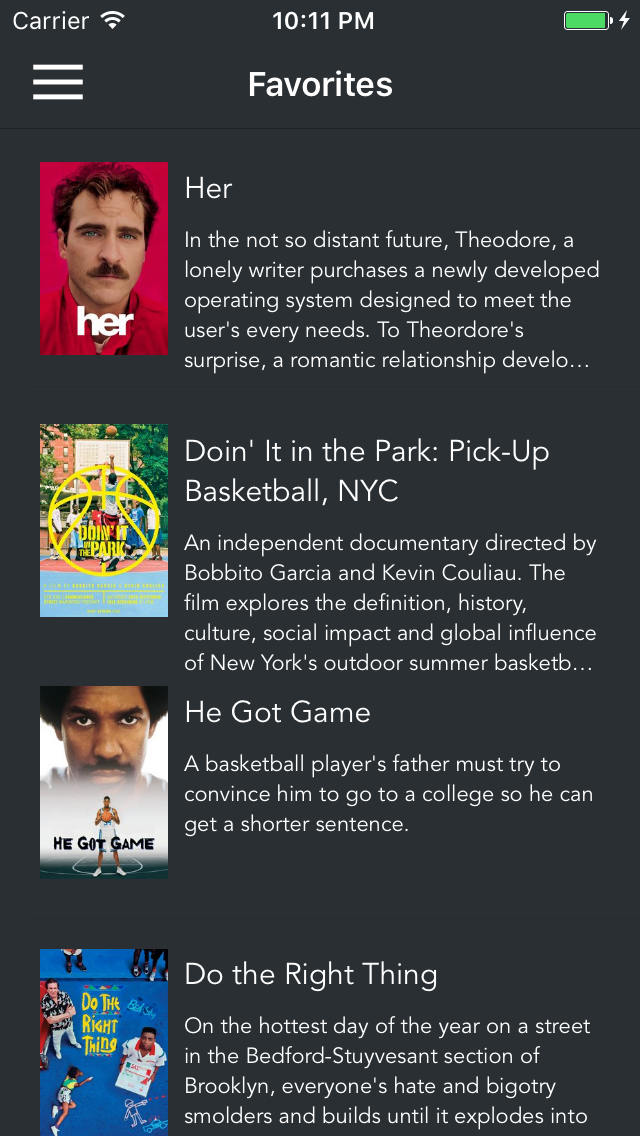 Carrier 10:11 PM
Favorites
Her
In the not so distant future, Theodore, a
lonely writer purchases a newly developed
operating system designed to meet the
user's every needs. To Theordore's
surprise, a romantic relationship develo…
her
Doin' It in the Park: Pick-Up
Basketball, NYC
An independent documentary directed by
Bobbito Garcia and Kevin Couliau. The
film explores the definition, history,
culture, social impact and global influence
of New York's outdoor summer basketb…
DOIN' IT
IN THE PARK
He Got Game
A basketball player's father must try to
convince him to go to a college so he can
get a shorter sentence.
HE GOT GAME
Do the Right Thing
On the hottest day of the year on a street
in the Bedford-Stuyvesant section of
Brooklyn, everyone's hate and bigotry
smolders and builds until it explodes into
DO THE
RIGHT
THING